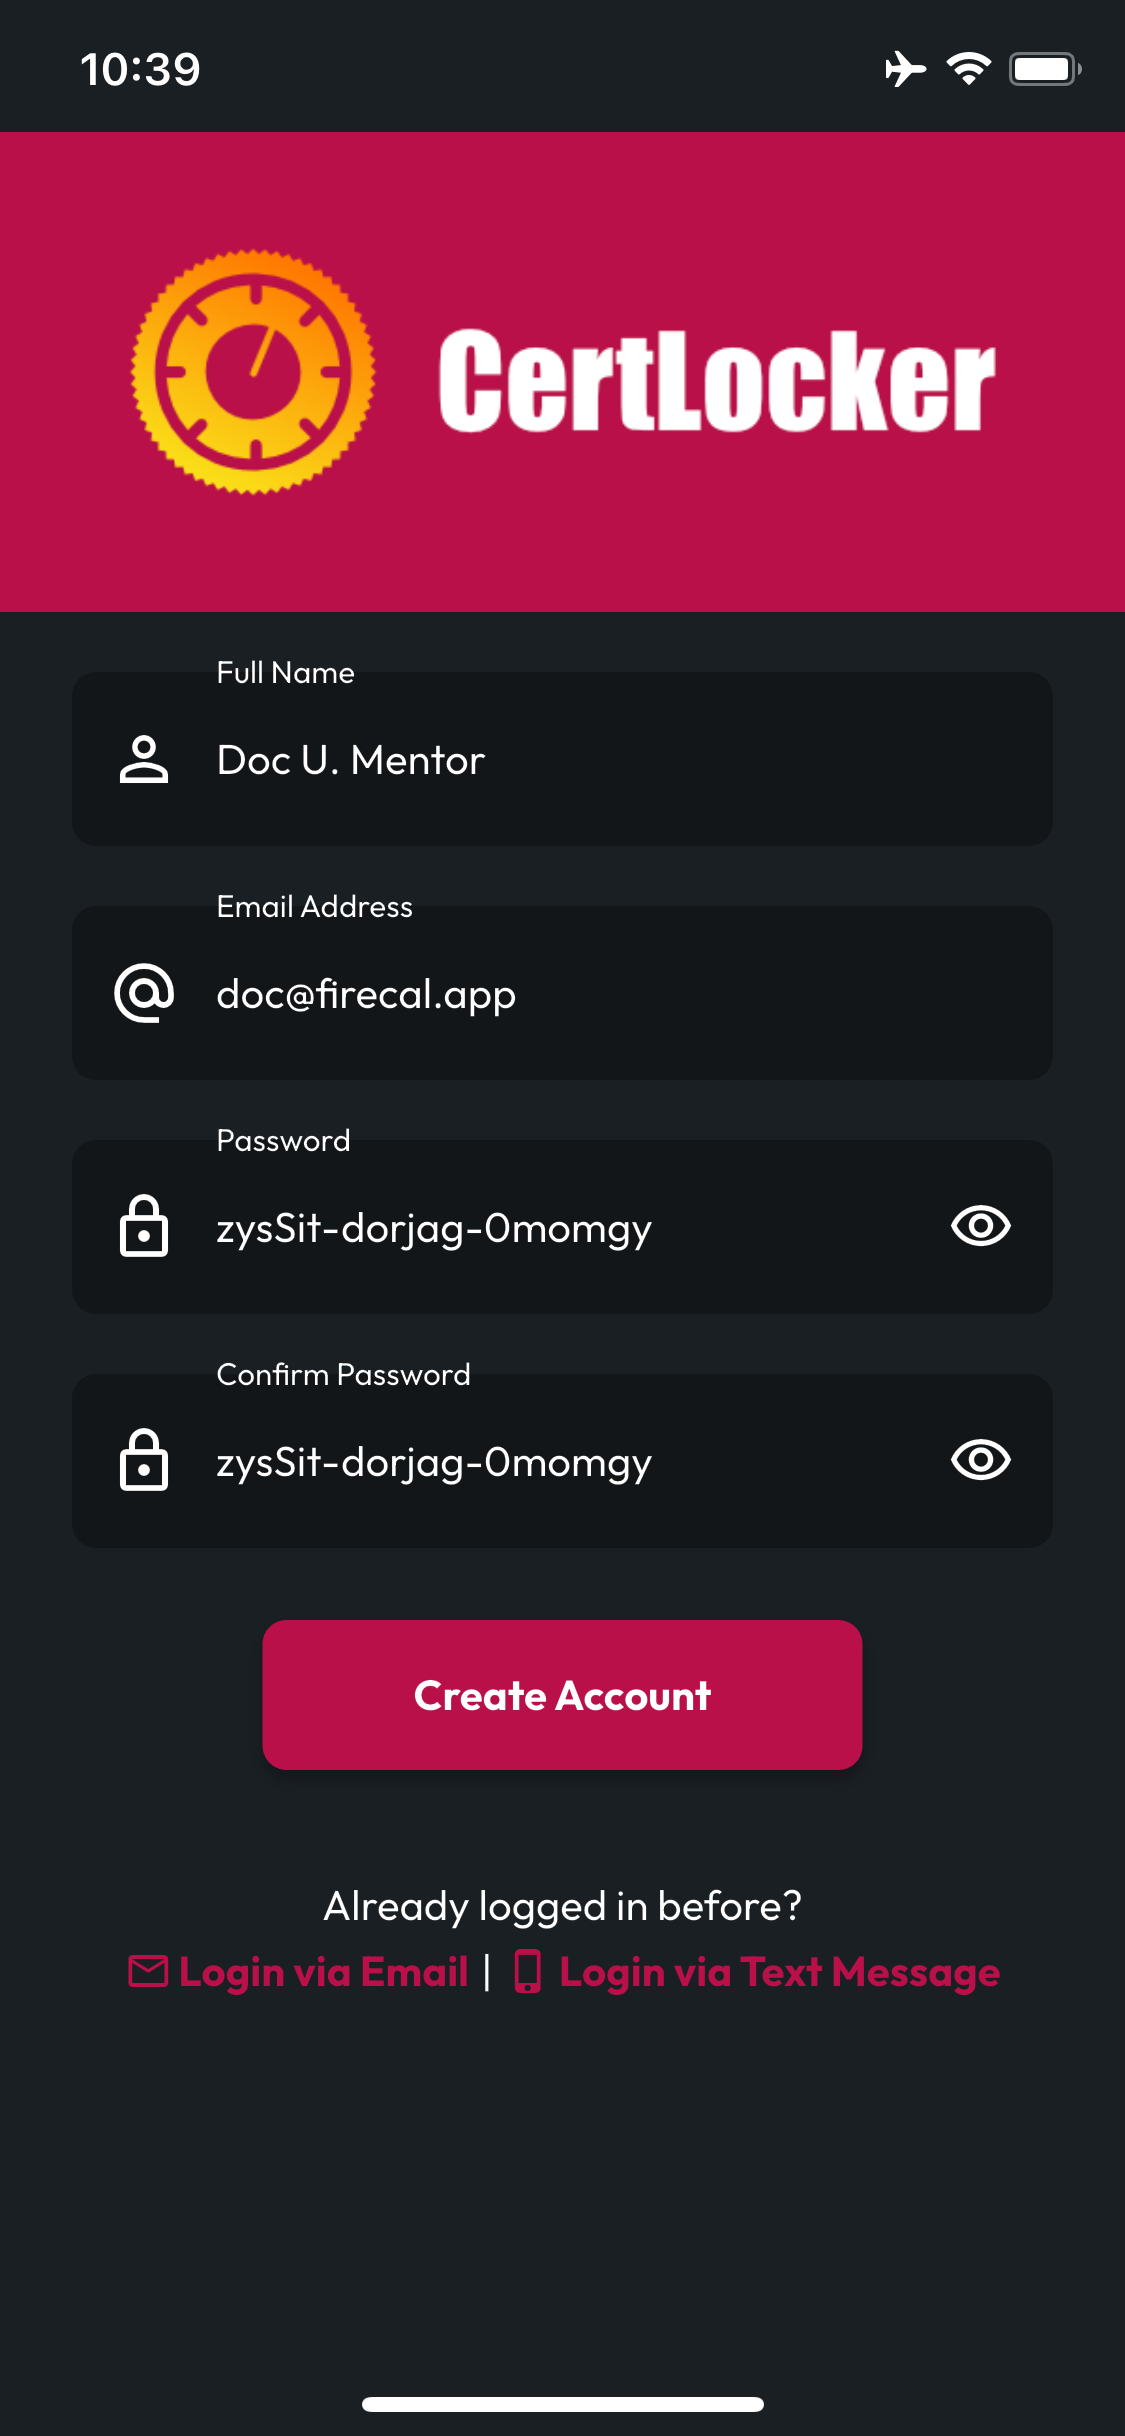 10:39
CertLocker
Full Name
Doc U. Mentor
Email Address
doc@firecal.app
Password
zysSit-dorjag-0momgy
Confirm Password
zysSit-dorjag-0momgy
Create Account
Already logged in before?
Login via Email | Login via Text Message